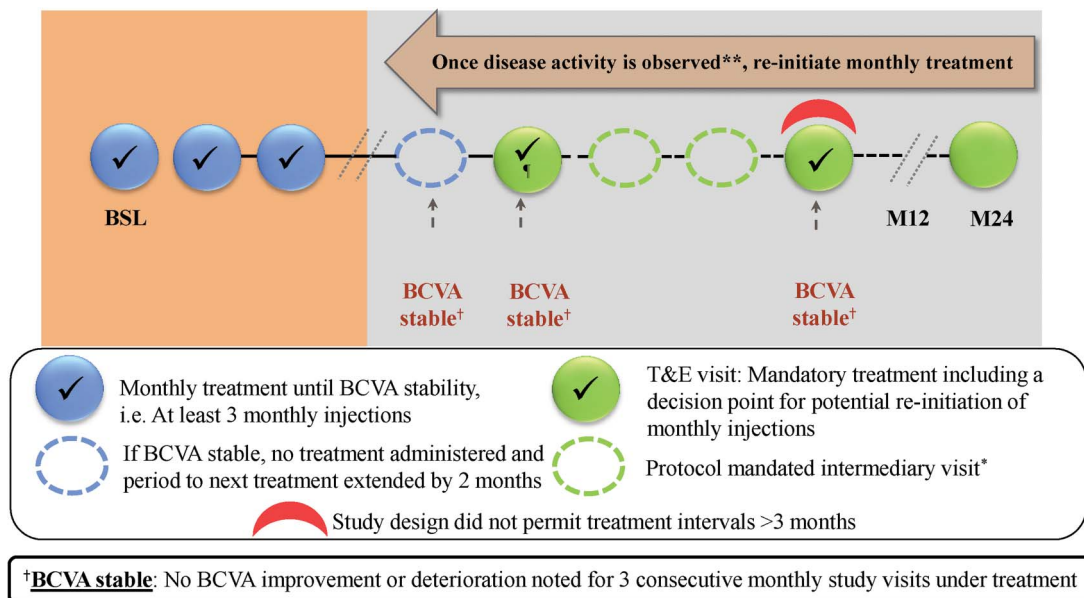 Once disease activity is observed**, re-initiate monthly treatment
✓ ✓ ✓ ✓ ✓
¶
BSL
M12
M24
BCVA
stable†
BCVA
stable†
BCVA
stable†
✓
Monthly treatment until BCVA stability,
i.e. At least 3 monthly injections
If BCVA stable, no treatment administered and
period to next treatment extended by 2 months
✓
T&E visit: Mandatory treatment including a
decision point for potential re-initiation of
monthly injections
Protocol mandated intermediary visit*
Study design did not permit treatment intervals >3 months
†BCVA stable: No BCVA improvement or deterioration noted for 3 consecutive monthly study visits under treatment